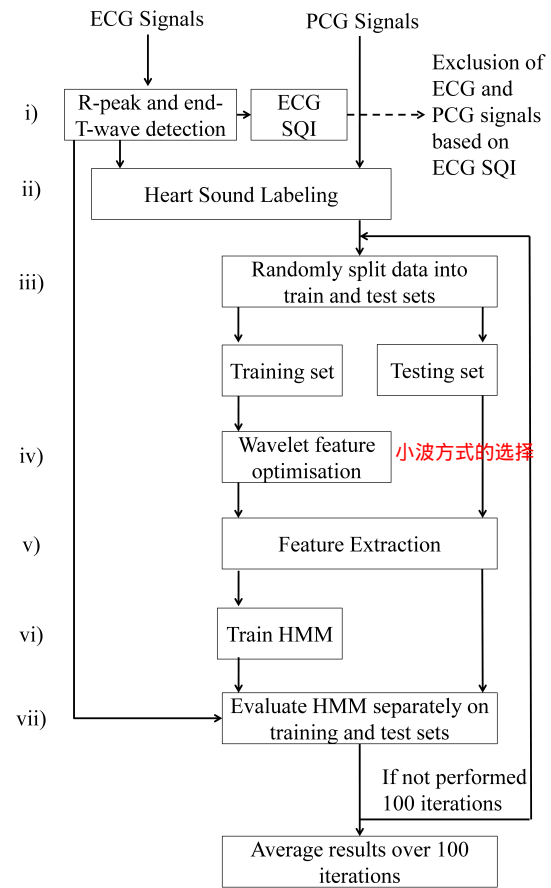 ECG Signals
PCG Signals
Exclusion of
ECG and
PCG signals
based on
ECG SQI
i)
R-peak and end-
T-wave detection
ECG
SQI
ii)
Heart Sound Labeling
iii)
Randomly split data into
train and test sets
Training set
Testing set
iv)
Wavelet feature
optimisation
小波方式的选择
v)
Feature Extraction
vi)
Train HMM
vii)
Evaluate HMM separately on
training and test sets
If not performed
100 iterations
Average results over 100
iterations